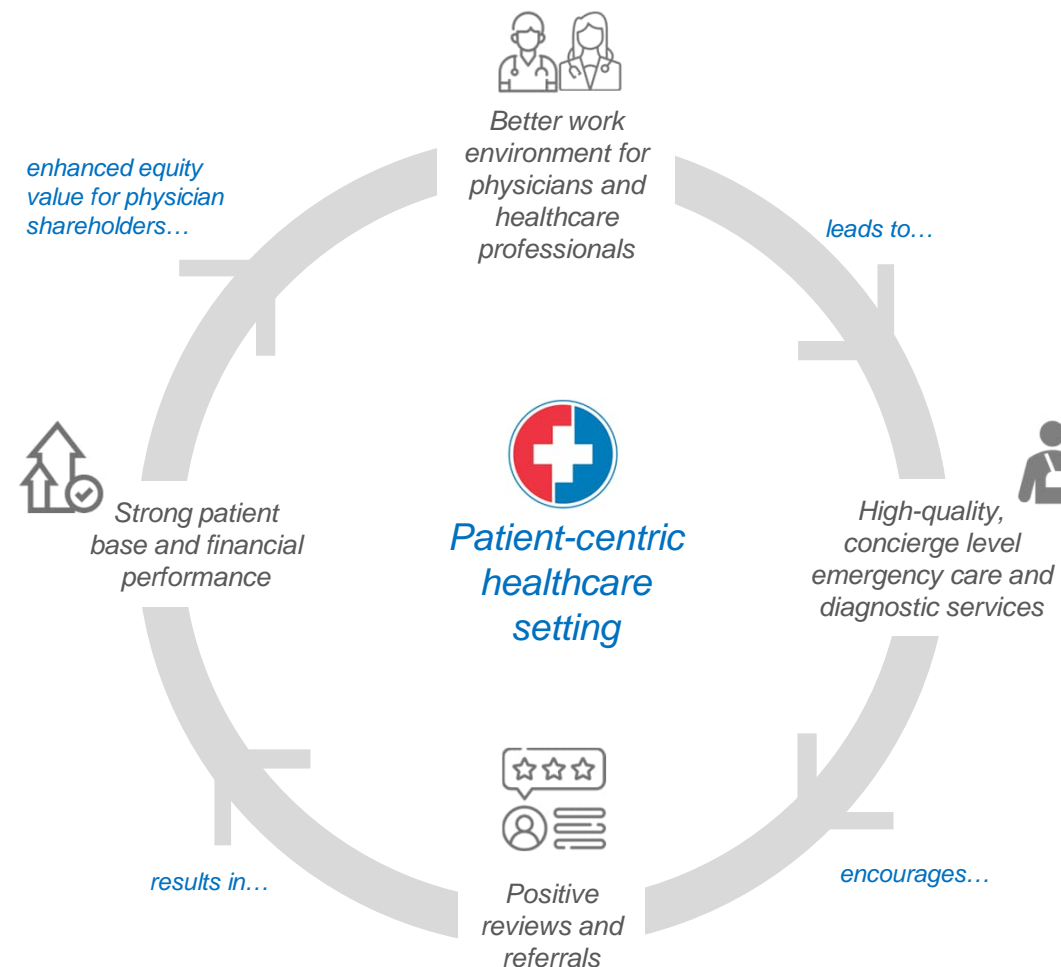 Better work
environment for
physicians and
healthcare
professionals
leads to…
High-quality,
concierge level
emergency care and
diagnostic services
encourages…
Positive
reviews and
referrals
results in…
Strong patient
base and financial
performance
enhanced equity
value for physician
shareholders…
Patient-centric
healthcare
setting